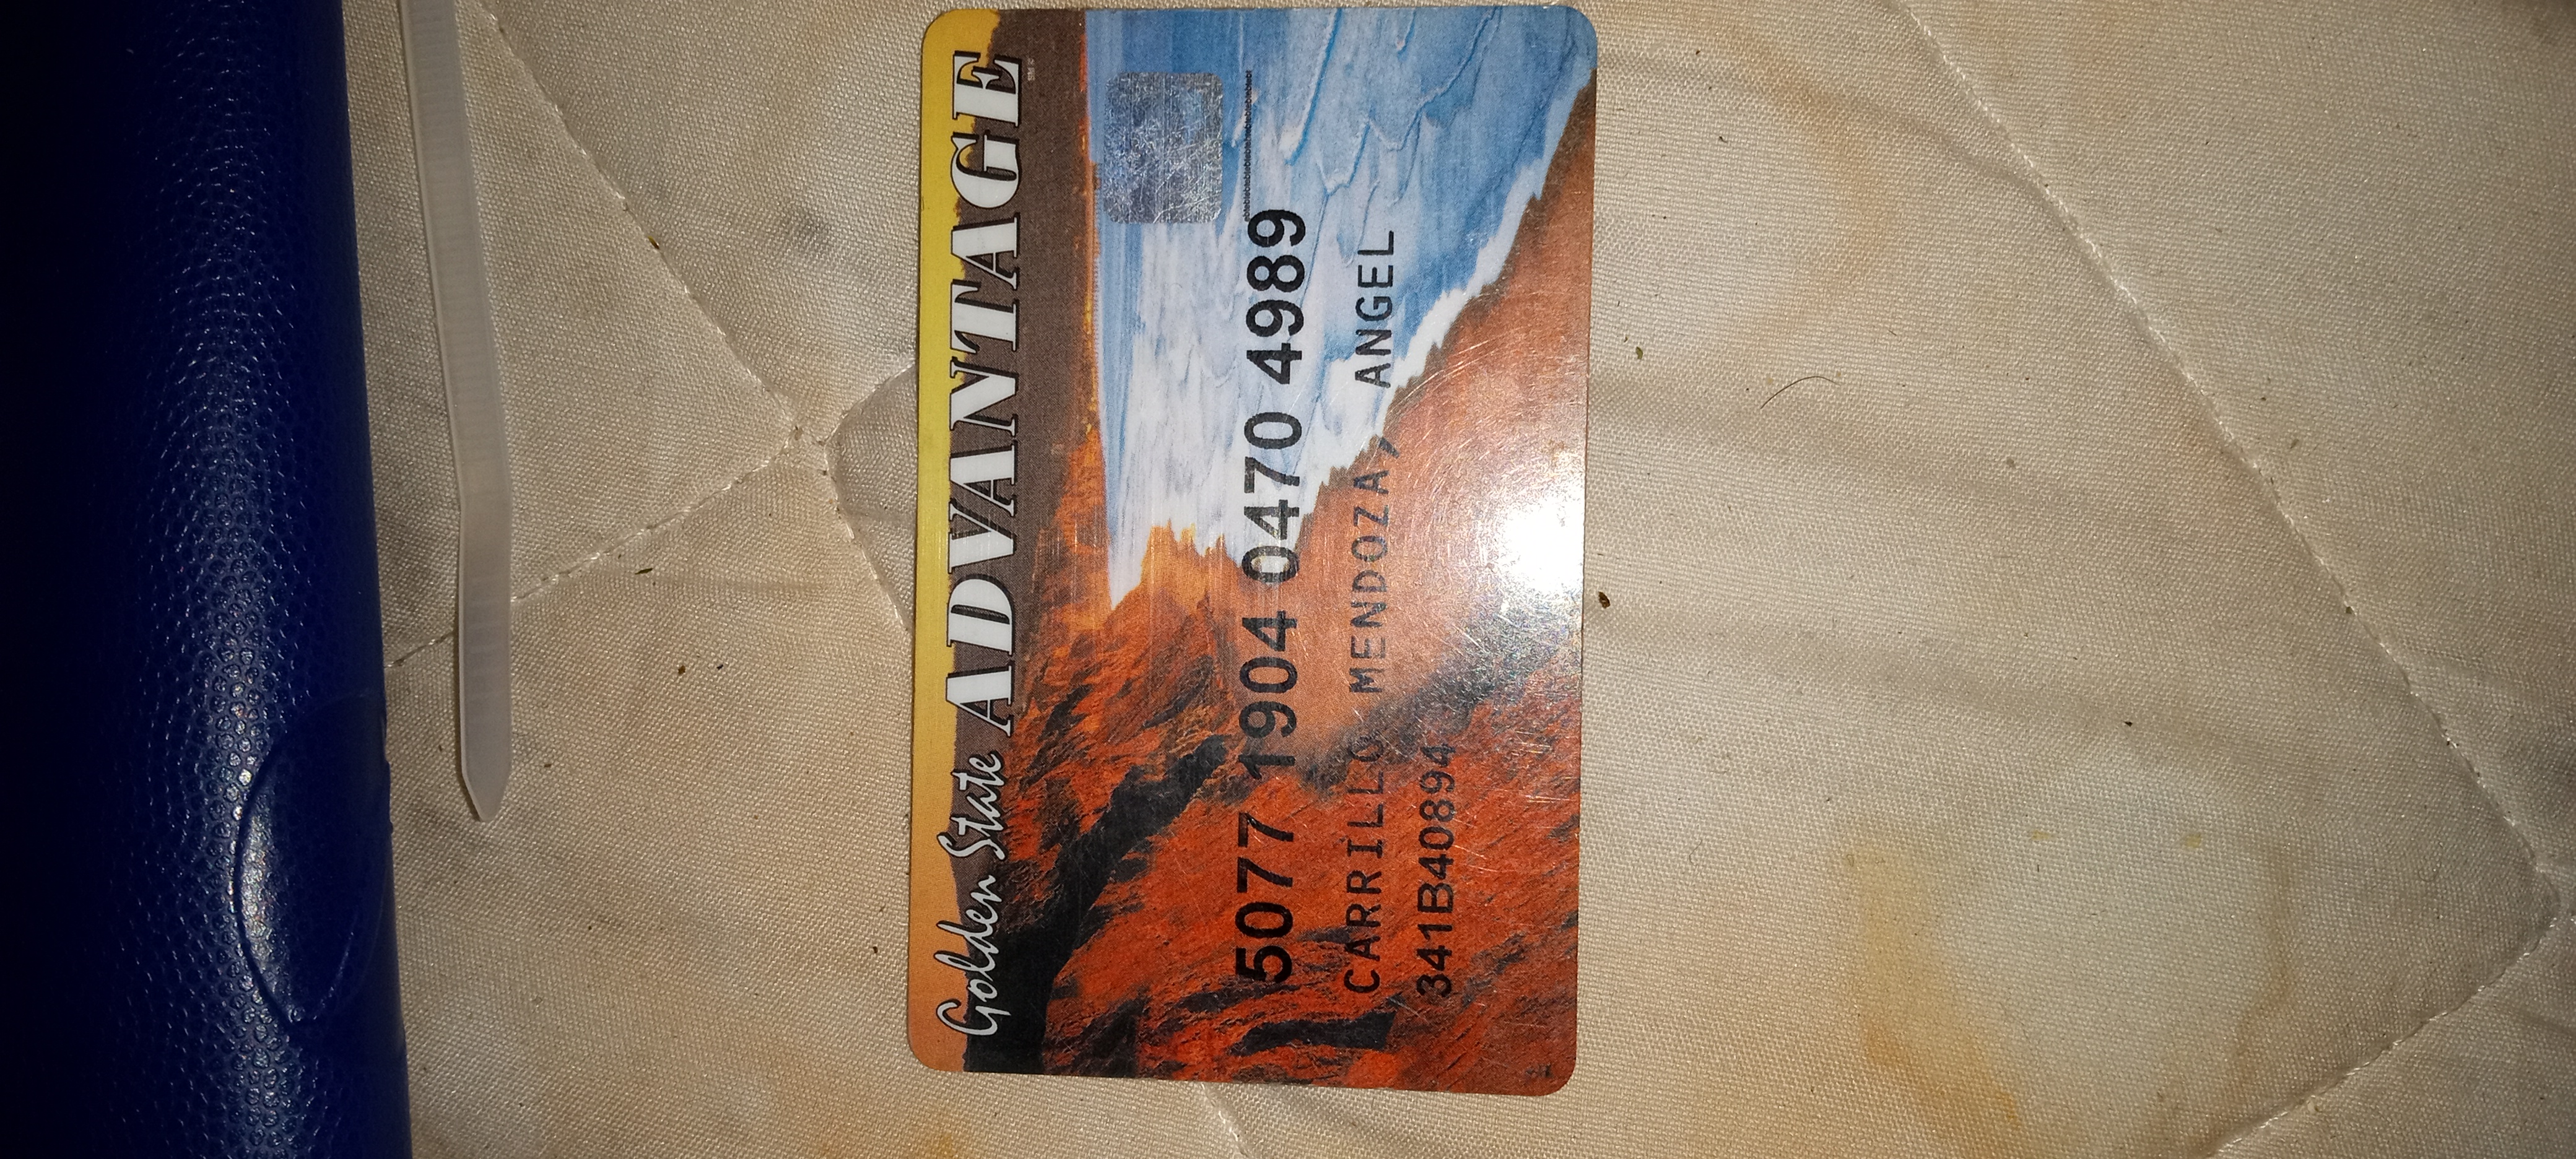 Golden State ADVANTAGE
5077 1904 0470 4989
CARRILLO MENDOZA, ANGEL
341B40894